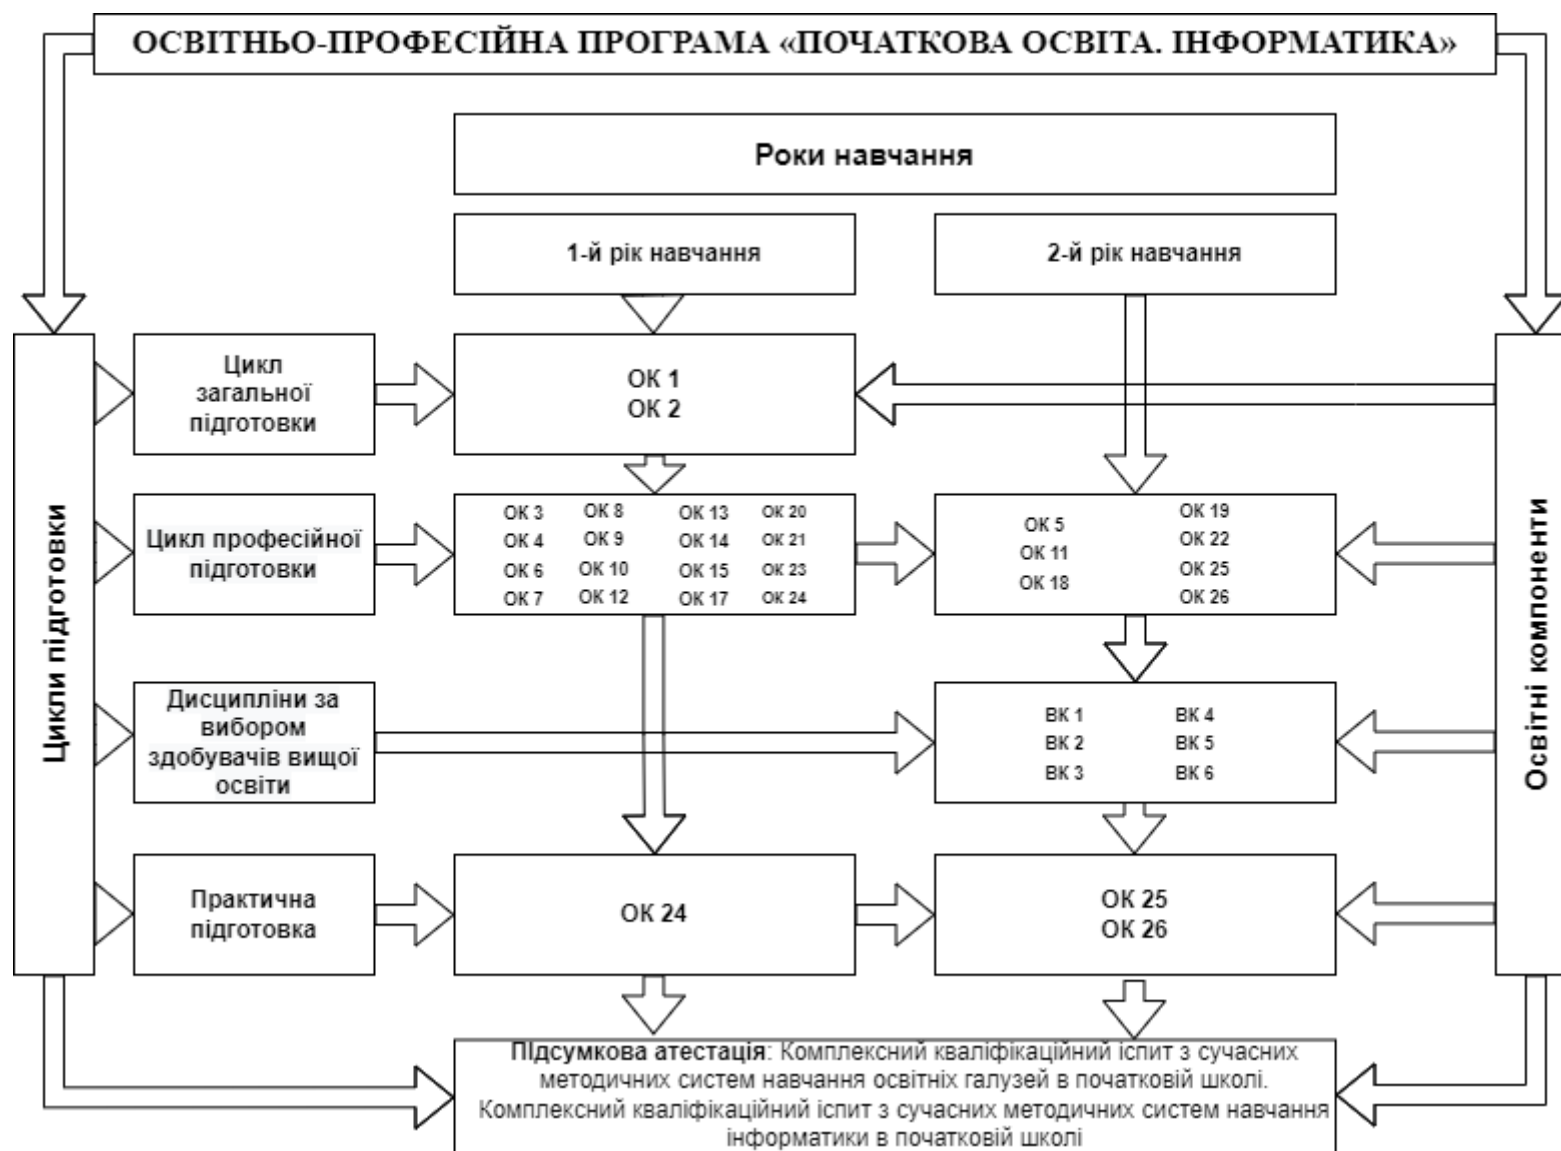 ОСВІТНЬО-ПРОФЕСІЙНА ПРОГРАМА «ПОЧАТКОВА ОСВІТА. ІНФОРМАТИКА»
Роки навчання
1-й рік навчання
2-й рік навчання
Цикли підготовки
Цикл
загальної
підготовки
ОК 1
ОК 2
Цикл професійної
підготовки
ОК 3
ОК 4
ОК 6
ОК 7
ОК 8
ОК 9
ОК 10
ОК 12
ОК 13
ОК 14
ОК 15
ОК 17
ОК 20
ОК 21
ОК 23
ОК 24
ОК 5
ОК 11
ОК 18
ОК 19
ОК 22
ОК 25
ОК 26
Дисципліни за
вибором
здобувачів вищої
освіти
ВК 1
ВК 2
ВК 3
ВК 4
ВК 5
ВК 6
Практична
підготовка
ОК 24
ОК 25
ОК 26
Освітні компоненти
Підсумкова атестація: Комплексний кваліфікаційний іспит з сучасних
методичних систем навчання освітніх галузей в початковій школі.
Комплексний кваліфікаційний іспит з сучасних методичних систем навчання
інформатики в початковій школі